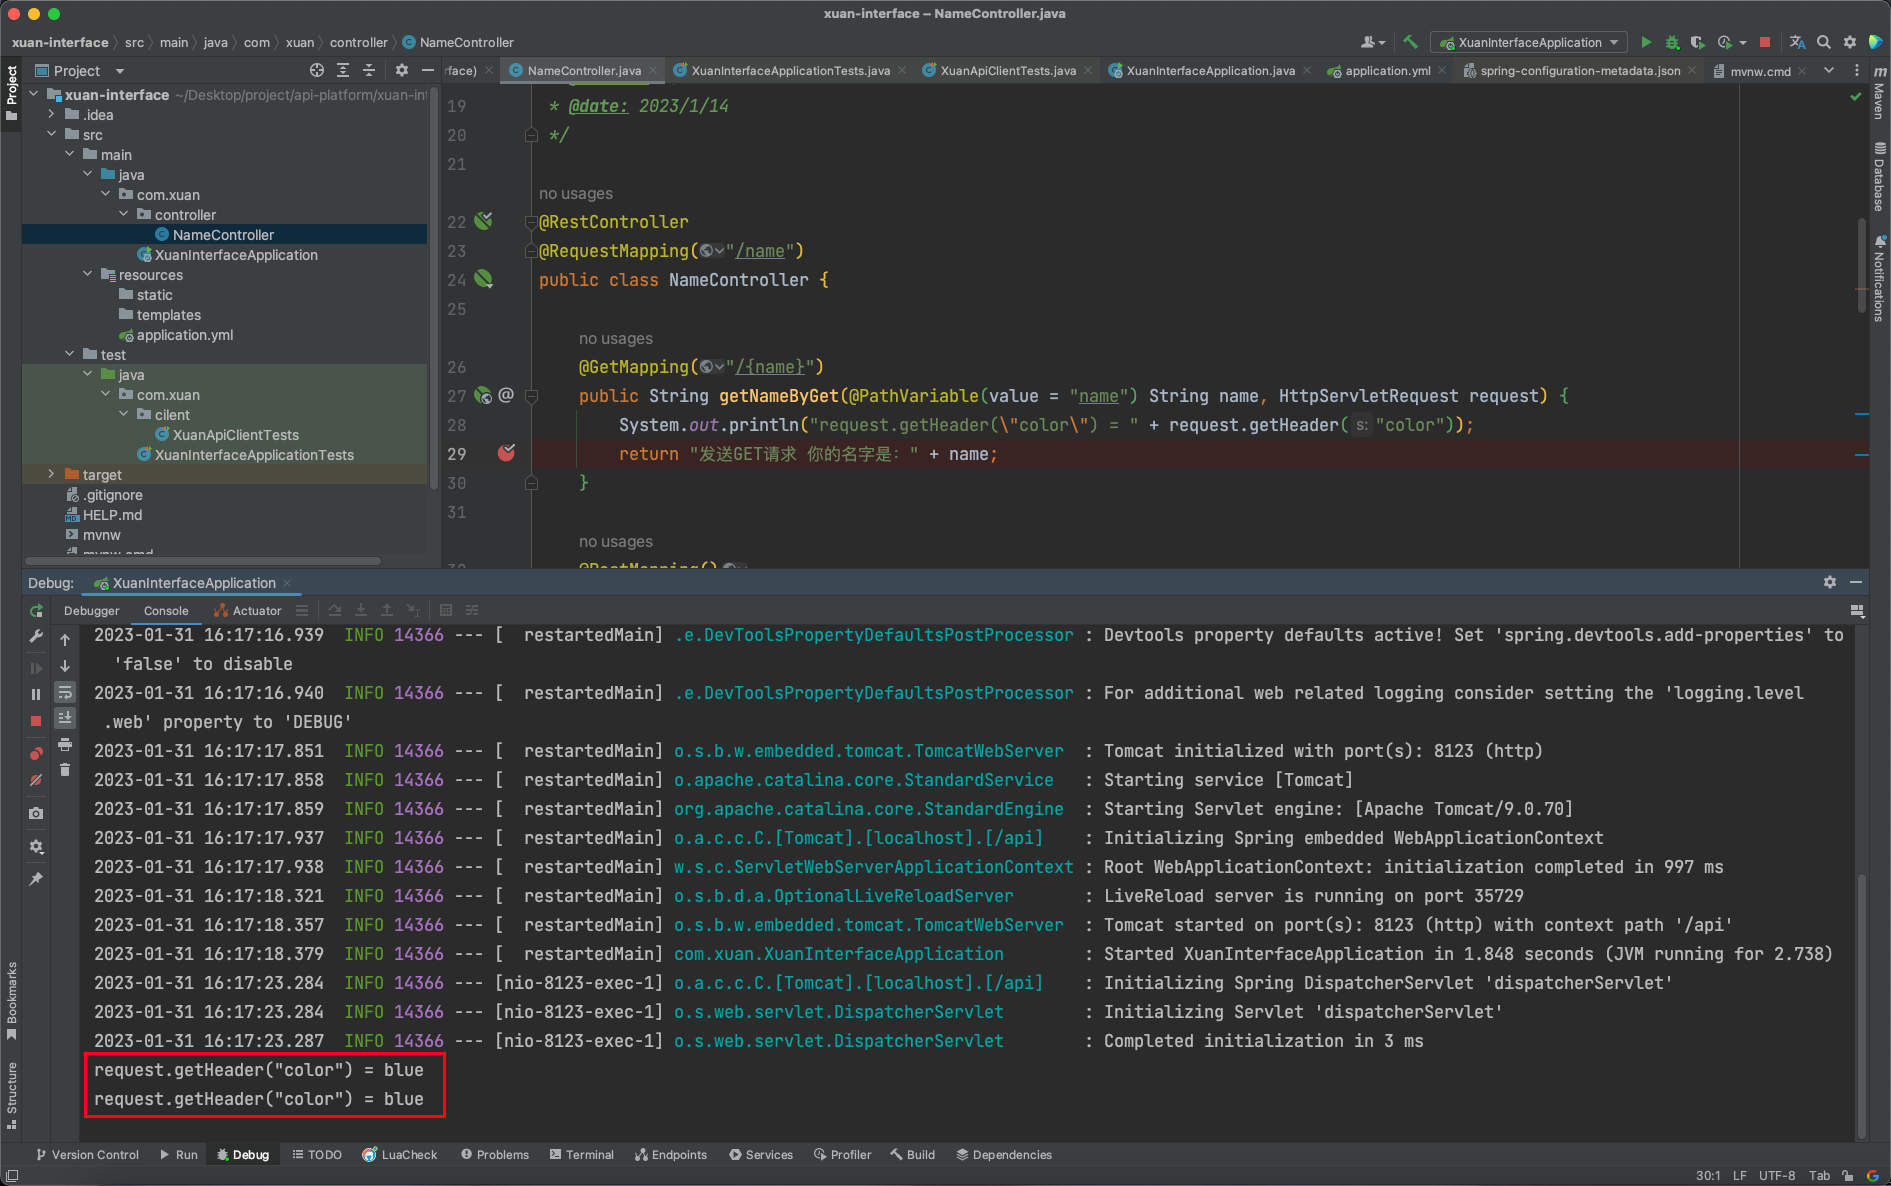 xuan-interface – NameController.java
xuan-interface src main java com xuan controller NameController
XuanInterfaceApplication
Project
rface) NameController.java XuanInterfaceApplicationTests.java XuanApiClientTests.java XuanInterfaceApplication.java application.yml spring-configuration-metadata.json mvnw.cmd
Project
Maven
Database
Notifications
xuan-interface ~/Desktop/project/api-platform/xuan-int
.idea
src
main
java
com.xuan
controller
NameController
XuanInterfaceApplication
resources
static
templates
application.yml
test
java
com.xuan
cilent
XuanApiClientTests
XuanInterfaceApplicationTests
target
.gitignore
HELP.md
mvnw
mvnw.cmd
19 * @date: 2023/1/14
20 */
21
no usages
22 @RestController
23 @RequestMapping("/name")
24 public class NameController {
25
no usages
26 @GetMapping("/{name}")
27 @ public String getNameByGet(@PathVariable(value = "name") String name, HttpServletRequest request) {
28 System.out.println("request.getHeader(\"color\") = " + request.getHeader( s: "color"));
29 return "发送GET请求 你的名字是: " + name;
30 }
31
no usages
32 @PostMapping()
Debug: XuanInterfaceApplication
Debugger Console Actuator
2023-01-31 16:17:16.939 INFO 14366 --- [ restartedMain] .e.DevToolsPropertyDefaultsPostProcessor : Devtools property defaults active! Set 'spring.devtools.add-properties' to
'false' to disable
2023-01-31 16:17:16.940 INFO 14366 --- [ restartedMain] .e.DevToolsPropertyDefaultsPostProcessor : For additional web related logging consider setting the 'logging.level
.web' property to 'DEBUG'
2023-01-31 16:17:17.851 INFO 14366 --- [ restartedMain] o.s.b.w.embedded.tomcat.TomcatWebServer : Tomcat initialized with port(s): 8123 (http)
2023-01-31 16:17:17.858 INFO 14366 --- [ restartedMain] o.apache.catalina.core.StandardService : Starting service [Tomcat]
2023-01-31 16:17:17.859 INFO 14366 --- [ restartedMain] org.apache.catalina.core.StandardEngine : Starting Servlet engine: [Apache Tomcat/9.0.70]
2023-01-31 16:17:17.937 INFO 14366 --- [ restartedMain] o.a.c.c.C.[Tomcat].[localhost].[/api] : Initializing Spring embedded WebApplicationContext
2023-01-31 16:17:17.938 INFO 14366 --- [ restartedMain] w.s.c.ServletWebServerApplicationContext : Root WebApplicationContext: initialization completed in 997 ms
2023-01-31 16:17:18.321 INFO 14366 --- [ restartedMain] o.s.b.d.a.OptionalLiveReloadServer : LiveReload server is running on port 35729
2023-01-31 16:17:18.357 INFO 14366 --- [ restartedMain] o.s.b.w.embedded.tomcat.TomcatWebServer : Tomcat started on port(s): 8123 (http) with context path '/api'
2023-01-31 16:17:18.379 INFO 14366 --- [ restartedMain] com.xuan.XuanInterfaceApplication : Started XuanInterfaceApplication in 1.848 seconds (JVM running for 2.738)
2023-01-31 16:17:23.284 INFO 14366 --- [nio-8123-exec-1] o.a.c.c.C.[Tomcat].[localhost].[/api] : Initializing Spring DispatcherServlet 'dispatcherServlet'
2023-01-31 16:17:23.284 INFO 14366 --- [nio-8123-exec-1] o.s.web.servlet.DispatcherServlet : Initializing Servlet 'dispatcherServlet'
2023-01-31 16:17:23.287 INFO 14366 --- [nio-8123-exec-1] o.s.web.servlet.DispatcherServlet : Completed initialization in 3 ms
request.getHeader("color") = blue
request.getHeader("color") = blue
Bookmarks
Structure
Version Control Run Debug TODO LuaCheck Problems Terminal Endpoints Services Profiler Build Dependencies
30:1 LF UTF-8 Tab